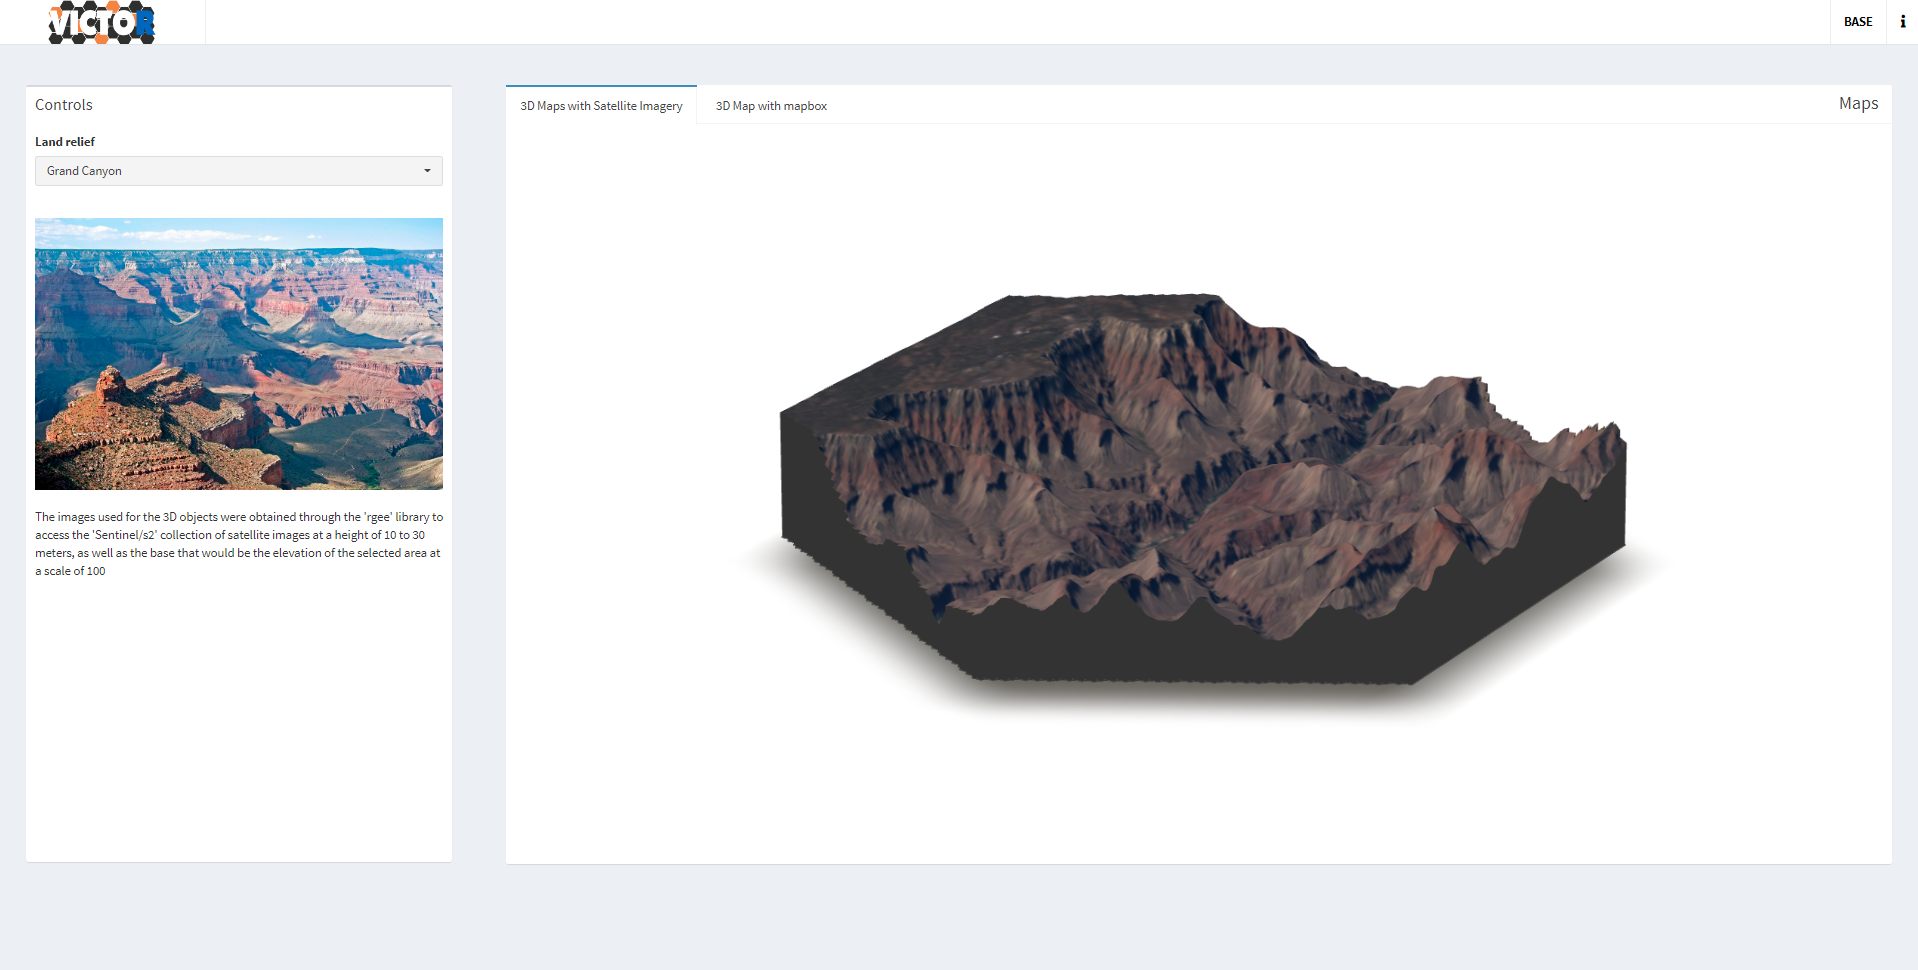 VICTOR
BASE
Controls
3D Maps with Satellite Imagery
3D Map with mapbox
Maps
Land relief
Grand Canyon
The images used for the 3D objects were obtained through the 'rgee' library to
access the 'Sentinel/s2' collection of satellite images at a height of 10 to 30
meters, as well as the base that would be the elevation of the selected area at
a scale of 100